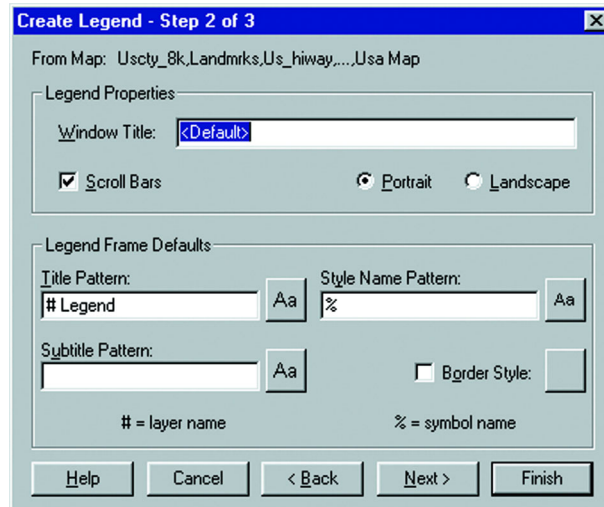 Create Legend - Step 2 of 3
From Map: Uscty_8k,Landmrks,Us_hiway,...,Usa Map
Legend Properties
Window Title: <Default>
Scroll Bars Portrait Landscape
Legend Frame Defaults
Title Pattern: Style Name Pattern:
# Legend Aa % Aa
Subtitle Pattern:
Aa Border Style:
# = layer name % = symbol name
Help Cancel < Back Next > Finish